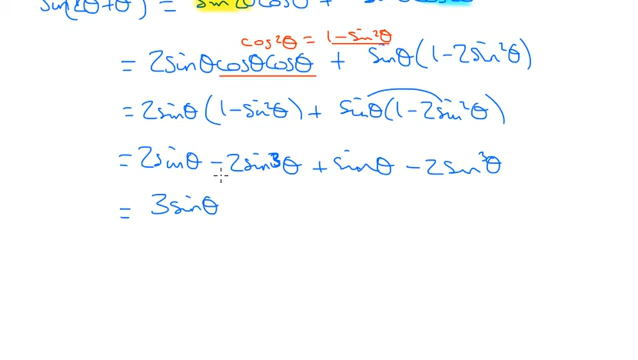 sin(2θ+θ) = sin2θcosθ +
cos²θ = 1-sin²θ
= 2sinθcosθcosθ + sinθ(1-2sin²θ)
= 2sinθ(1-sin²θ) + sinθ(1-2sin²θ)
= 2sinθ - 2sin³θ + sinθ - 2sin³θ
= 3sinθ